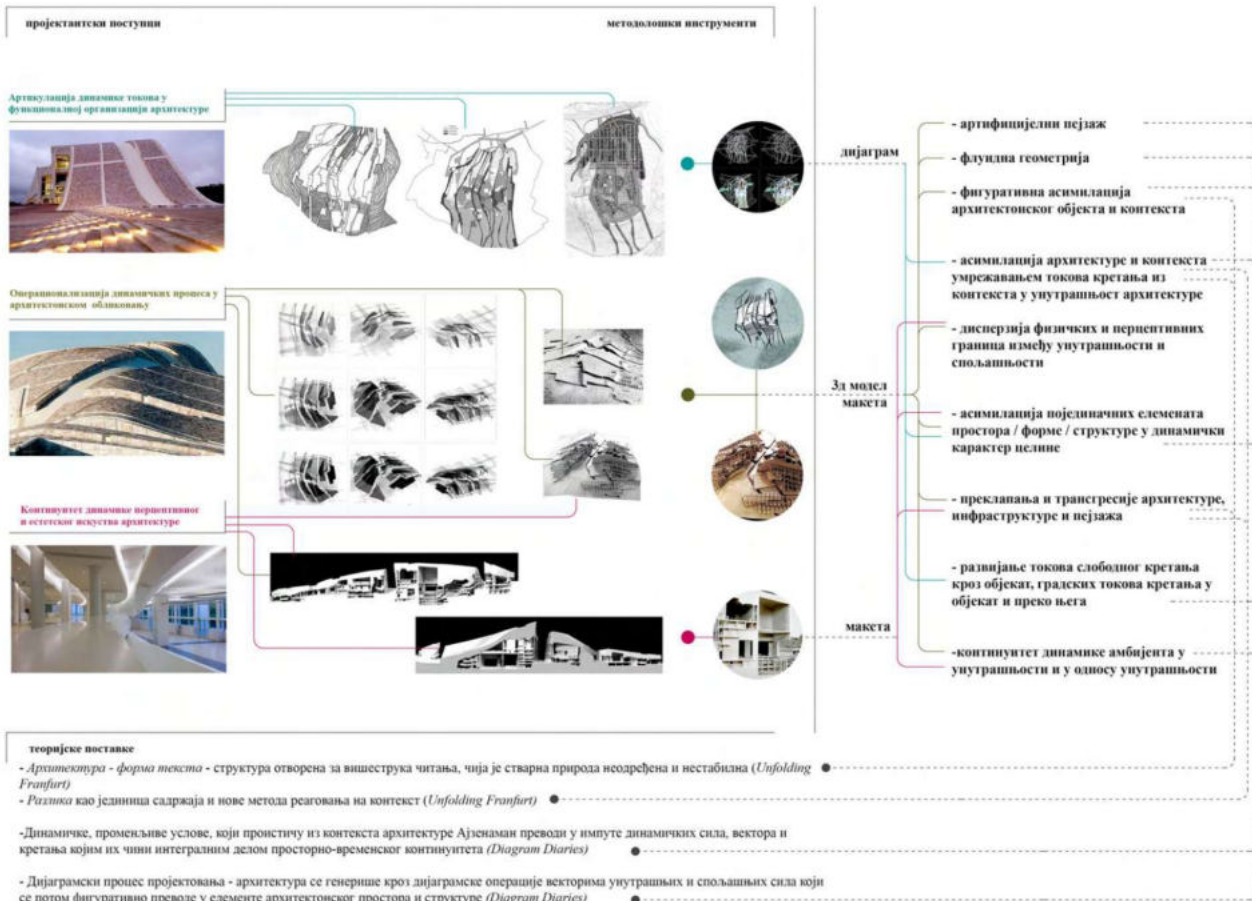 пројектантски поступци
методолошки инструменти
Артикулација динамике токова у
функционалној организацији архитектуре
Операционализација динамичких процеса у
архитектонском обликовању
Континуитет динамике перцептивног
и естетског искуства архитектуре
дијаграм
3д модел
макета
макета
- артифицијелни пејзаж
- флуидна геометрија
- фигуративна асимилација
архитектонског објекта и контекста
- асимилација архитектуре и контекста
умрежавањем токова кретања из
контекста у унутрашњост архитектуре
- дисперзија физичких и перцептивних
граница између унутрашњости и
спољашњости
- асимилација појединачних елемената
простора / форме / структуре у динамички
карактер целине
- преклапања и трансгресије архитектуре,
инфраструктуре и пејзажа
- развијање токова слободног кретања
кроз објекат, градских токова кретања у
објекат и преко њега
-континуитет динамике амбијента у
унутрашњости и у односу унутрашњости
теоријске поставке
- Архитектура - форма текста - структура отворена за вишеструка читања, чија је стварна природа неодређена и нестабилна (Unfolding
Franfurt)
- Разлика као јединица садржаја и нове метода реаговања на контекст (Unfolding Franfurt)
-Динамичке, променљиве услове, који проистичу из контекста архитектуре Ајзенаман преводи у импуте динамичких сила, вектора и
кретања којим их чини интегралним делом просторно-временског континуитета (Diagram Diaries)
- Дијаграмски процес пројектовања - архитектура се генерише кроз дијаграмске операције векторима унутрашњих и спољашњих сила који
се потом фигуративно преводе у елементе архитектонског простора и структуре (Diagram Diaries)